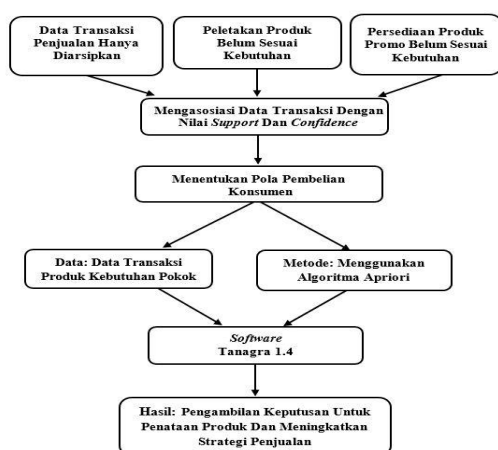 Data Transaksi
Penjualan Hanya
Diarsipkan
Peletakan Produk
Belum Sesuai
Kebutuhan
Persediaan Produk
Promo Belum Sesuai
Kebutuhan
Mengasosiasi Data Transaksi Dengan
Nilai Support Dan Confidence
Menentukan Pola Pembelian
Konsumen
Data: Data Transaksi
Produk Kebutuhan Pokok
Metode: Menggunakan
Algoritma Apriori
Software
Tanagra 1.4
Hasil: Pengambilan Keputusan Untuk
Penataan Produk Dan Meningkatkan
Strategi Penjualan